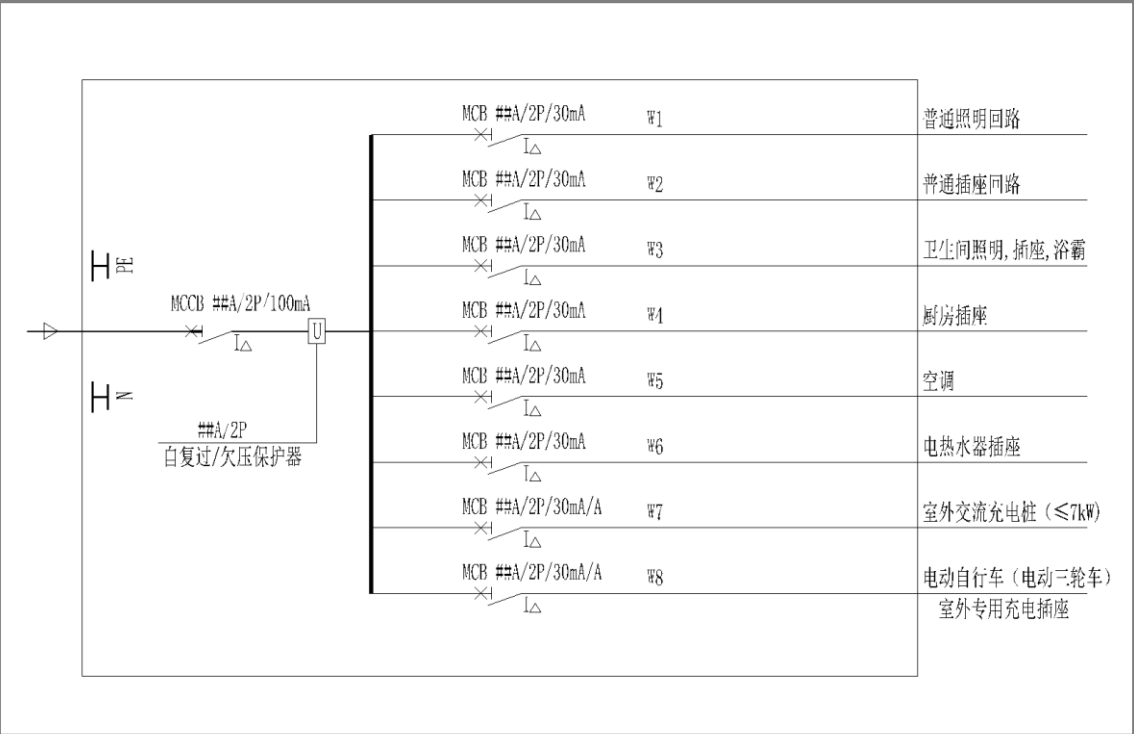 MCB ##A/2P/30mA W1 普通照明回路
I△
MCB ##A/2P/30mA W2 普通插座回路
I△
MCB ##A/2P/30mA W3 卫生间照明,插座,浴霸
I△
PE
MCCB ##A/2P/100mA
I△
U
MCB ##A/2P/30mA W4 厨房插座
I△
MCB ##A/2P/30mA W5 空调
I△
N
##A/2P
自复过/欠压保护器
MCB ##A/2P/30mA W6 电热水器插座
I△
MCB ##A/2P/30mA/A W7 室外交流充电桩（≤7kW)
I△
MCB ##A/2P/30mA/A W8 电动自行车（电动三轮车）
I△
室外专用充电插座